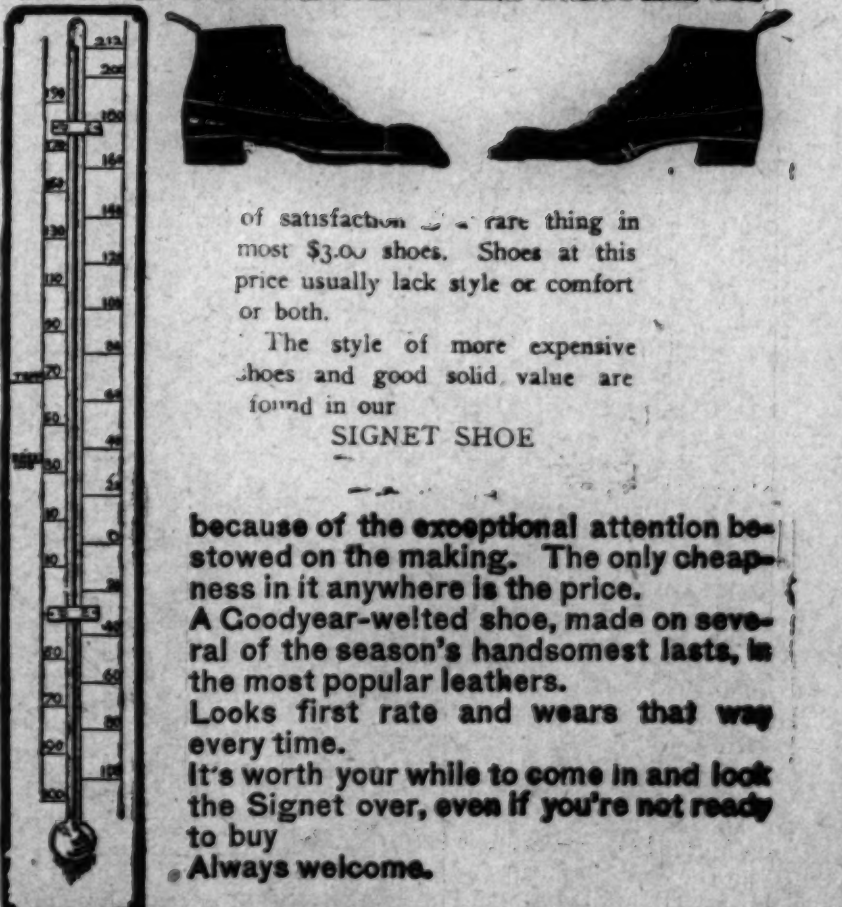 of satisfaction rare thing in
most $3.00 shoes. Shoes at this
price usually lack style or comfort
or both.
The style of more expensive
shoes and good solid value are
found in our
SIGNET SHOE
because of the exceptional attention be-
stowed on the making. The only cheap-
ness in it anywhere is the price.
A Goodyear-welted shoe, made on seve-
ral of the season's handsomest lasts, in
the most popular leathers.
Looks first rate and wears that way
every time.
It's worth your while to come in and look
the Signet over, even if you're not ready
to buy
Always welcome.